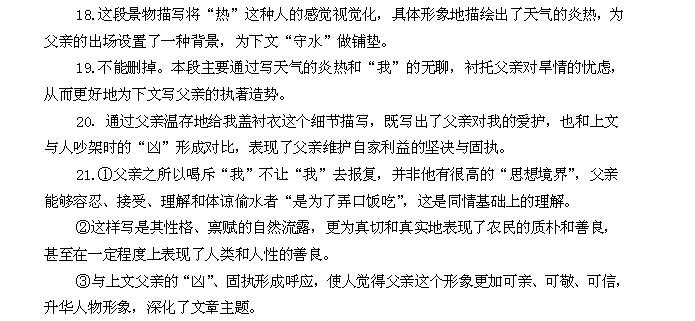 18.这段景物描写将“热”这种人的感觉视觉化，具体形象地描绘出了天气的炎热，为
父亲的出场设置了一种背景，为下文“守水”做铺垫。
19.不能删掉。本段主要通过写天气的炎热和“我”的无聊，衬托父亲对旱情的忧虑，
从而更好地为下文写父亲的执著造势。
20. 通过父亲温存地给我盖衬衣这个细节描写，既写出了父亲对我的爱护，也和上文
与人吵架时的“凶”形成对比，表现了父亲维护自家利益的坚决与固执。
21.①父亲之所以喝斥“我”不让“我”去报复，并非他有很高的“思想境界”，父亲
能够容忍、接受、理解和体谅偷水者“是为了弄口饭吃”，这是同情基础上的理解。
②这样写是其性格、禀赋的自然流露，更为真切和真实地表现了农民的质朴和善良，
甚至在一定程度上表现了人类和人性的善良。
③与上文父亲的“凶”、固执形成呼应，使人觉得父亲这个形象更加可亲、可敬、可信，
升华人物形象，深化了文章主题。